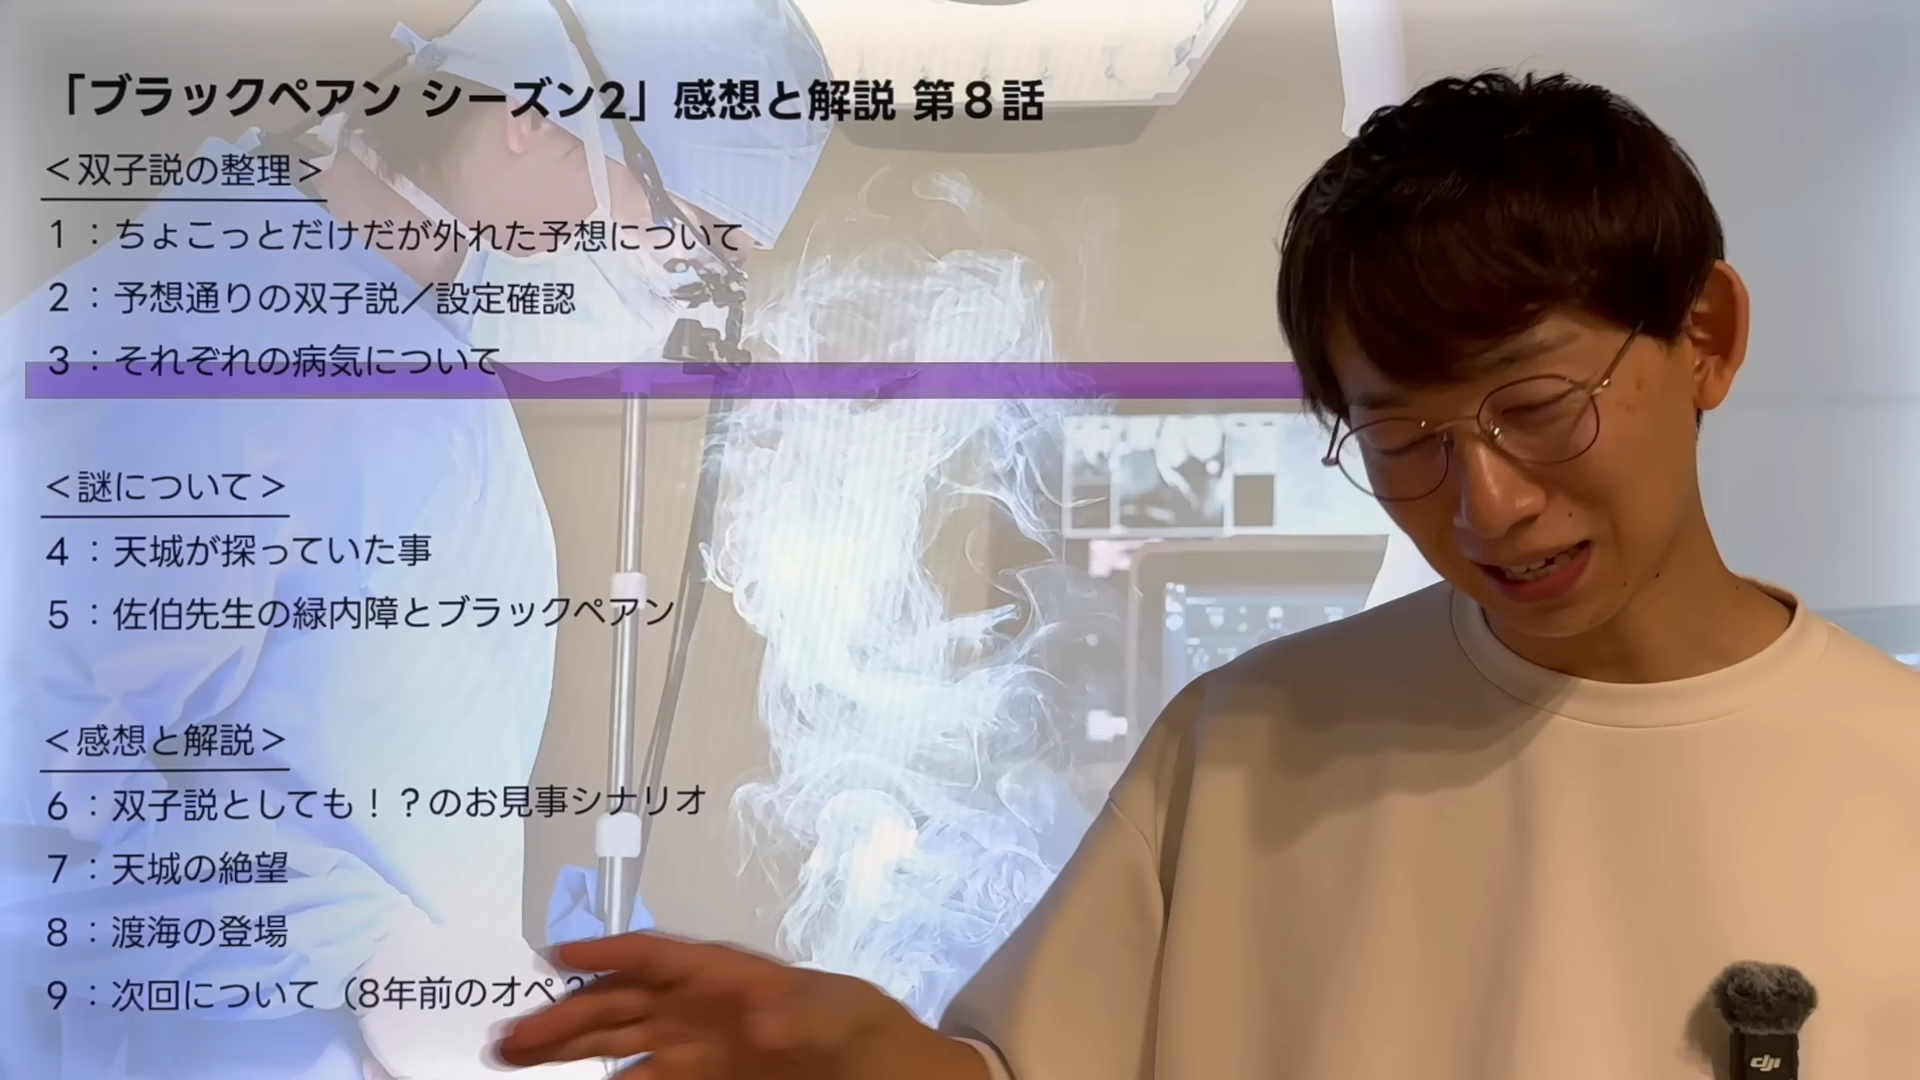 「ブラックペアン シーズン2」感想と解説 第８話
＜双子説の整理＞
1 ：ちょこっとだけだが外れた予想について
2 ：予想通りの双子説／設定確認
3 ：それぞれの病気について
＜謎について＞
4 ：天城が探っていた事
5 ：佐伯先生の緑内障とブラックペアン
＜感想と解説＞
6 ：双子説としても！？のお見事シナリオ
7 ：天城の絶望
8 ：渡海の登場
9 ：次回について（8年前のオペ
dji